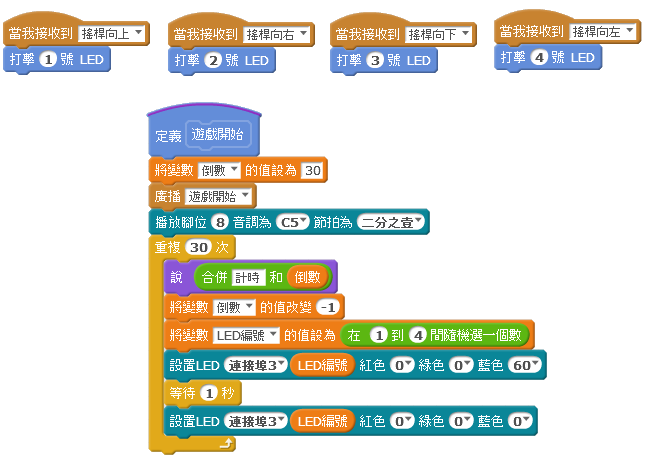 當我接收到 搖桿向上
打擊 1 號 LED
當我接收到 搖桿向右
打擊 2 號 LED
當我接收到 搖桿向下
打擊 3 號 LED
當我接收到 搖桿向左
打擊 4 號 LED
定義 遊戲開始
將變數 倒數 的值設為 30
廣播 遊戲開始
播放腳位 8 音調為 C5 節拍為 二分之壹
重複 30 次
說 合併 計時 和 倒數
將變數 倒數 的值改變 -1
將變數 LED編號 的值設為 在 1 到 4 間隨機選一個數
設置LED 連接埠3 LED編號 紅色 0 綠色 0 藍色 60
等待 1 秒
設置LED 連接埠3 LED編號 紅色 0 綠色 0 藍色 0